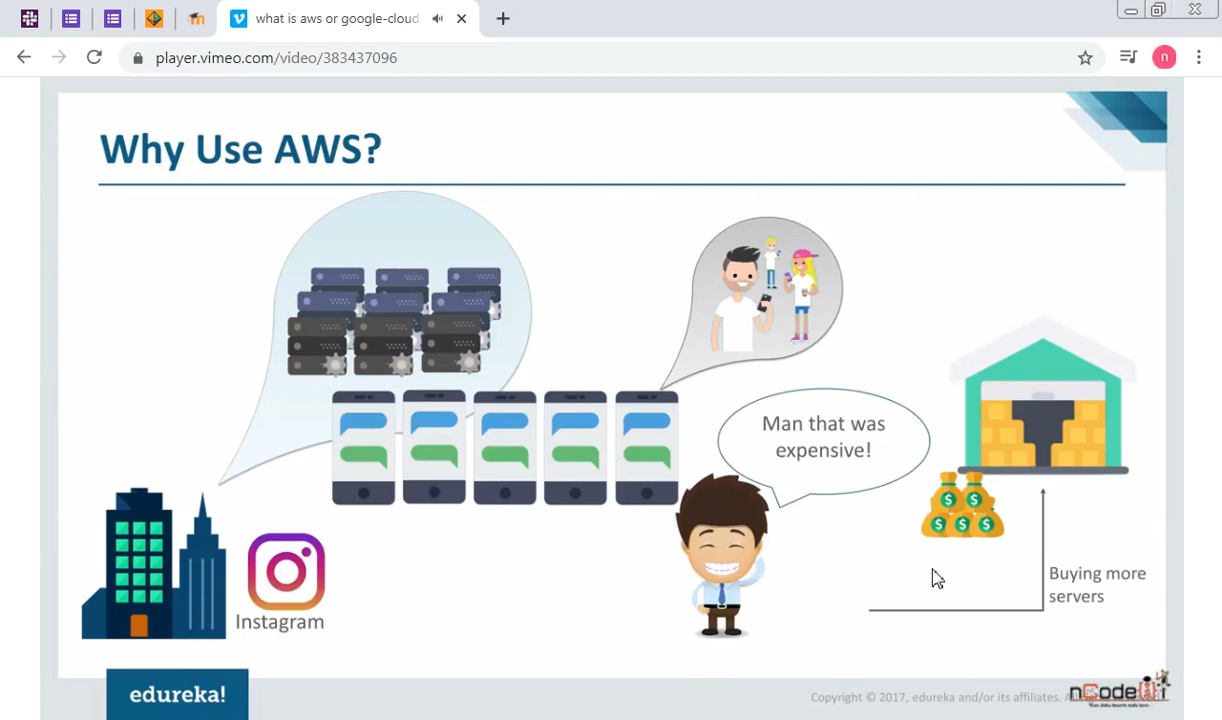 what is aws or google-cloud
player.vimeo.com/video/383437096
n
Why Use AWS?
Man that was
expensive!
$ $
$ $ $
Buying more
servers
Instagram
edureka!
Copyright © 2017, edureka and/or its affiliates.